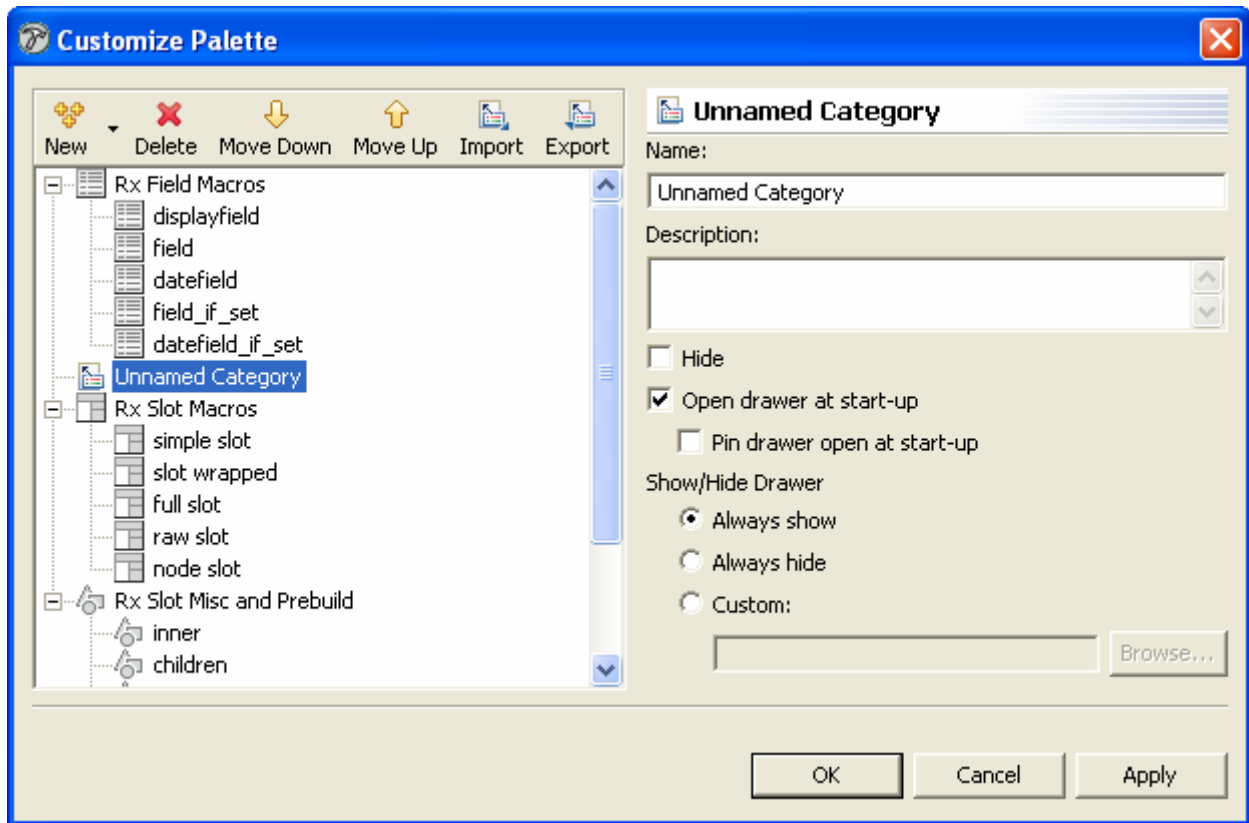 Customize Palette
New Delete Move Down Move Up Import Export
Rx Field Macros
displayfield
field
datefield
field_if_set
datefield_if_set
Unnamed Category
Rx Slot Macros
simple slot
slot wrapped
full slot
raw slot
node slot
Rx Slot Misc and Prebuild
inner
children
Unnamed Category
Name:
Unnamed Category
Description:
Hide
Open drawer at start-up
Pin drawer open at start-up
Show/Hide Drawer
Always show
Always hide
Custom:
Browse...
OK Cancel Apply